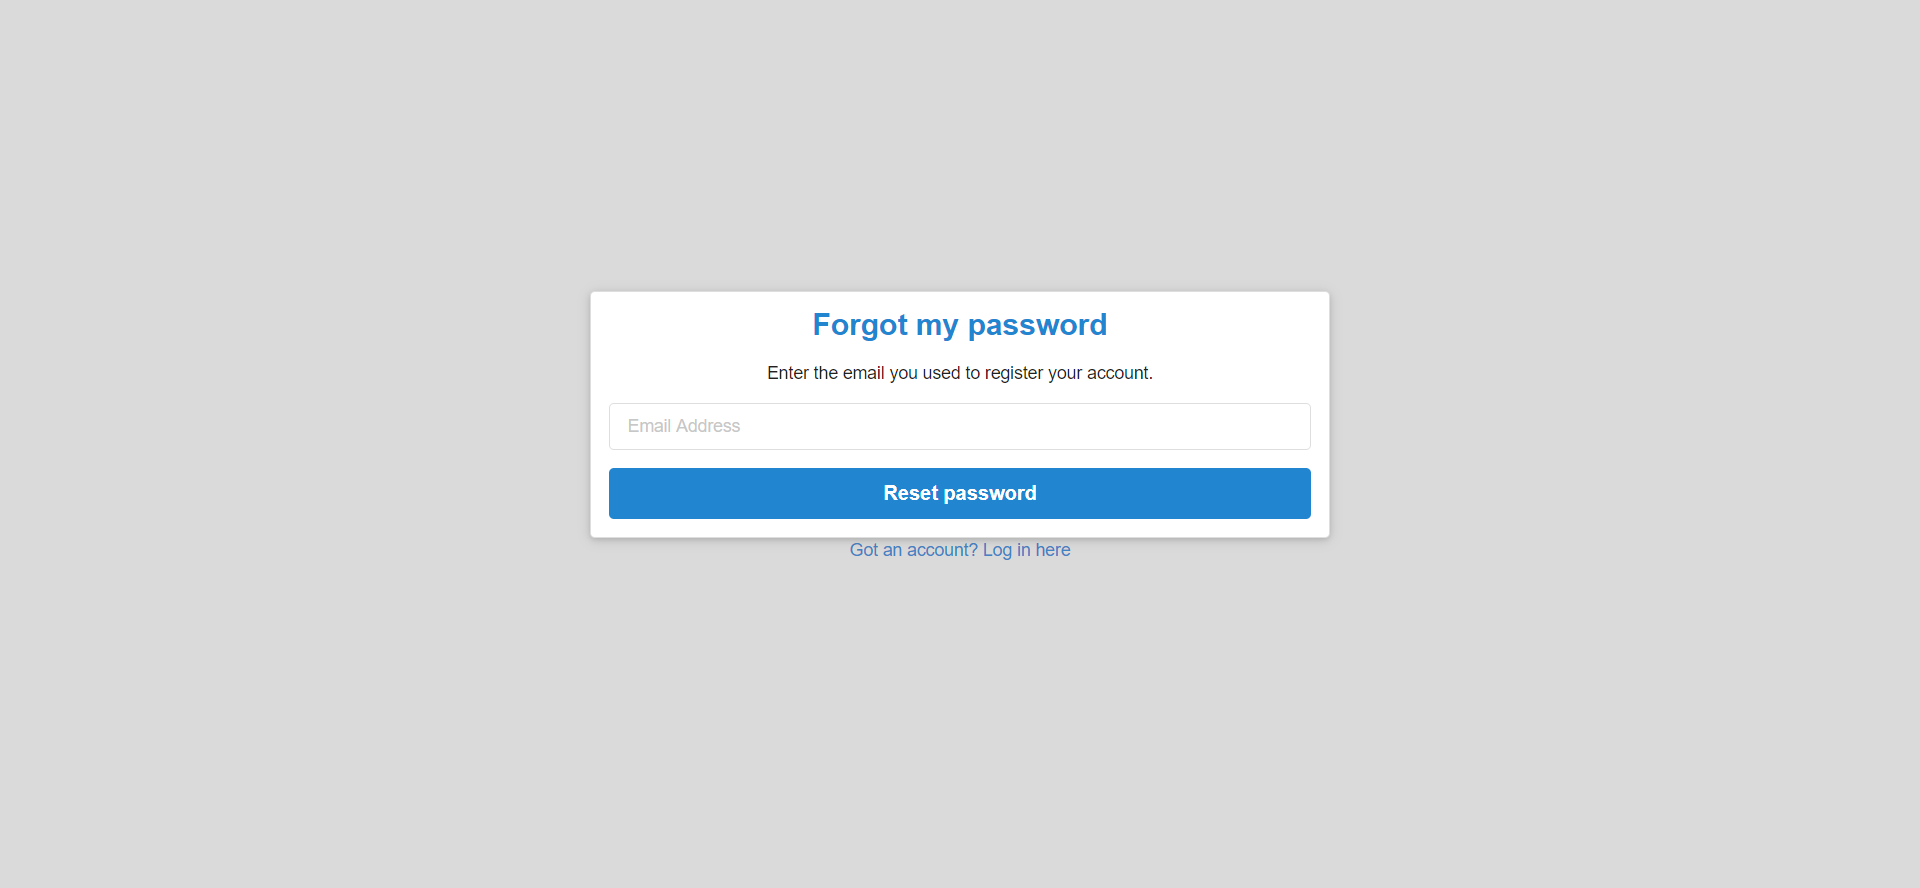 Forgot my password
Enter the email you used to register your account.
Email Address
Reset password
Got an account? Log in here